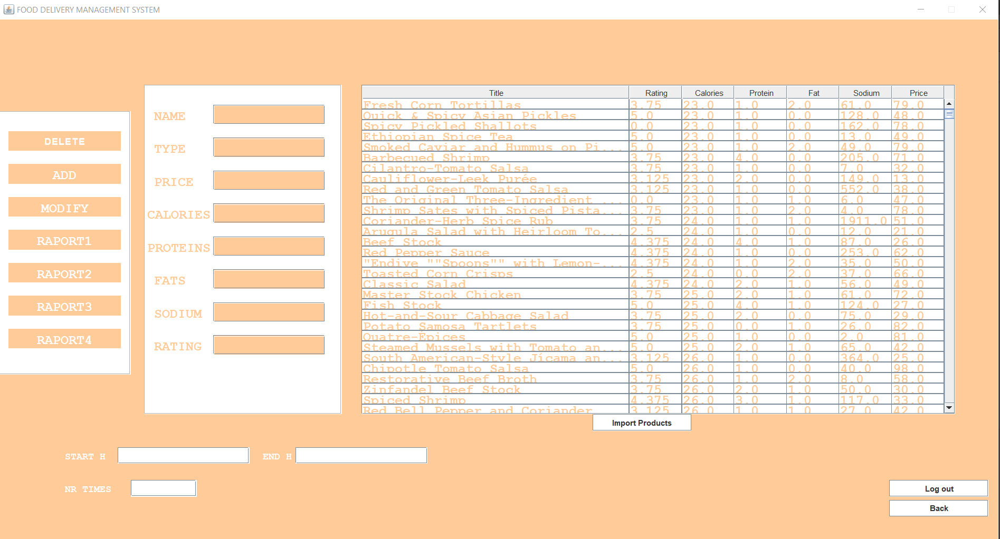 FOOD DELIVERY MANAGEMENT SYSTEM
DELETE
ADD
MODIFY
RAPORT1
RAPORT2
RAPORT3
RAPORT4
NAME
TYPE
PRICE
CALORIES
PROTEINS
FATS
SODIUM
RATING
Title Rating Calories Protein Fat Sodium Price
Fresh Corn Tortillas 3.75 23.0 1.0 2.0 61.0 79.0
Quick & Spicy Asian Pickles 5.0 23.0 1.0 0.0 128.0 48.0
Spicy Pickled Shallots 0.0 23.0 1.0 0.0 162.0 78.0
Ethiopian Spice Tea 5.0 23.0 1.0 0.0 13.0 49.0
Smoked Caviar and Hummus on Pi... 5.0 23.0 1.0 2.0 49.0 79.0
Barbecued Shrimp 3.75 23.0 4.0 0.0 205.0 71.0
Cilantro-Tomato Salsa 3.75 23.0 1.0 0.0 7.0 32.0
Cauliflower-Leek Purée 3.125 23.0 2.0 0.0 149.0 13.0
Red and Green Tomato Salsa 3.125 23.0 1.0 0.0 552.0 38.0
The Original Three-Ingredient ... 0.0 23.0 1.0 1.0 6.0 47.0
Shrimp Sates with Spiced Pista... 3.75 23.0 1.0 2.0 4.0 78.0
Coriander-Herb Spice Rub 3.75 24.0 1.0 1.0 1911.0 51.0
Arugula Salad with Heirloom To... 2.5 24.0 1.0 0.0 12.0 21.0
Beef Stock 4.375 24.0 4.0 1.0 87.0 26.0
Red Pepper Sauce 4.375 24.0 1.0 0.0 253.0 62.0
"Endive ""Spoons"" with Lemon-... 4.375 24.0 1.0 2.0 35.0 50.0
Toasted Corn Crisps 2.5 24.0 0.0 2.0 37.0 66.0
Classic Salad 4.375 24.0 2.0 1.0 56.0 49.0
Master Stock Chicken 3.75 25.0 2.0 1.0 61.0 72.0
Fish Stock 5.0 25.0 4.0 1.0 124.0 27.0
Hot-and-Sour Cabbage Salad 3.75 25.0 2.0 0.0 75.0 29.0
Potato Samosa Tartlets 3.75 25.0 0.0 1.0 26.0 82.0
Quatre-Épices 5.0 25.0 1.0 0.0 2.0 81.0
Steamed Mussels with Tomato an... 5.0 25.0 2.0 1.0 65.0 42.0
South American-Style Jícama an... 3.125 26.0 1.0 0.0 364.0 25.0
Chipotle Tomato Salsa 5.0 26.0 1.0 0.0 40.0 98.0
Restorative Beef Broth 3.75 26.0 1.0 2.0 8.0 58.0
Zinfandel Beef Stock 3.75 26.0 2.0 1.0 50.0 30.0
Spiced Shrimp 4.375 26.0 3.0 1.0 117.0 33.0
Red Bell Pepper and Coriander 3.125 26.0 1.0 1.0 27.0 42.0
Import Products
START H
END H
NR TIMES
Log out
Back